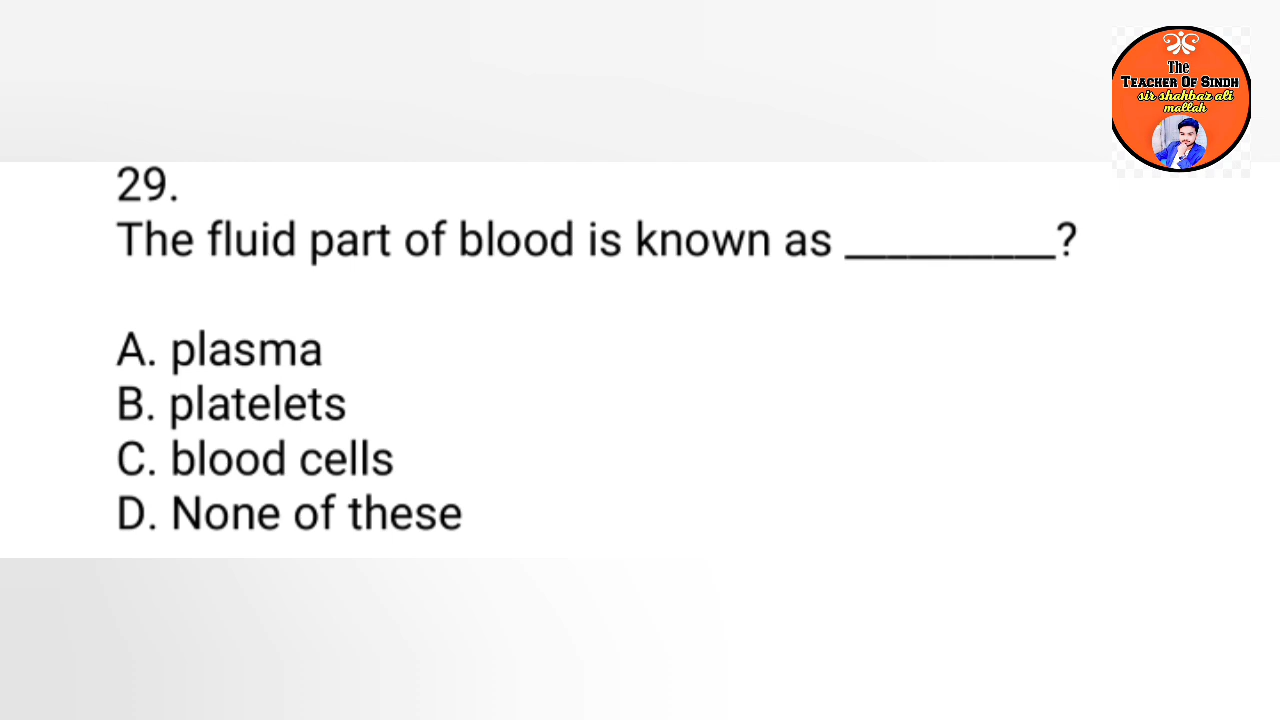 The
TEACHER OF SINDH
sir shahbaz ali
mallah
29.
The fluid part of blood is known as __________?
A. plasma
B. platelets
C. blood cells
D. None of these